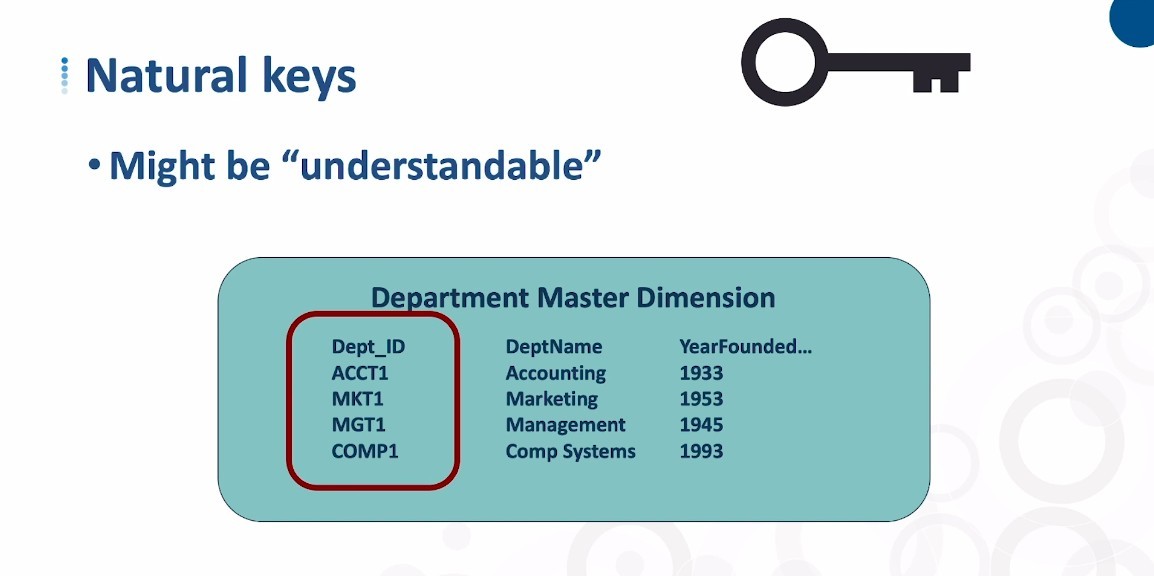 Natural keys
• Might be “understandable”
Department Master Dimension
Dept_ID DeptName YearFounded...
ACCT1 Accounting 1933
MKT1 Marketing 1953
MGT1 Management 1945
COMP1 Comp Systems 1993